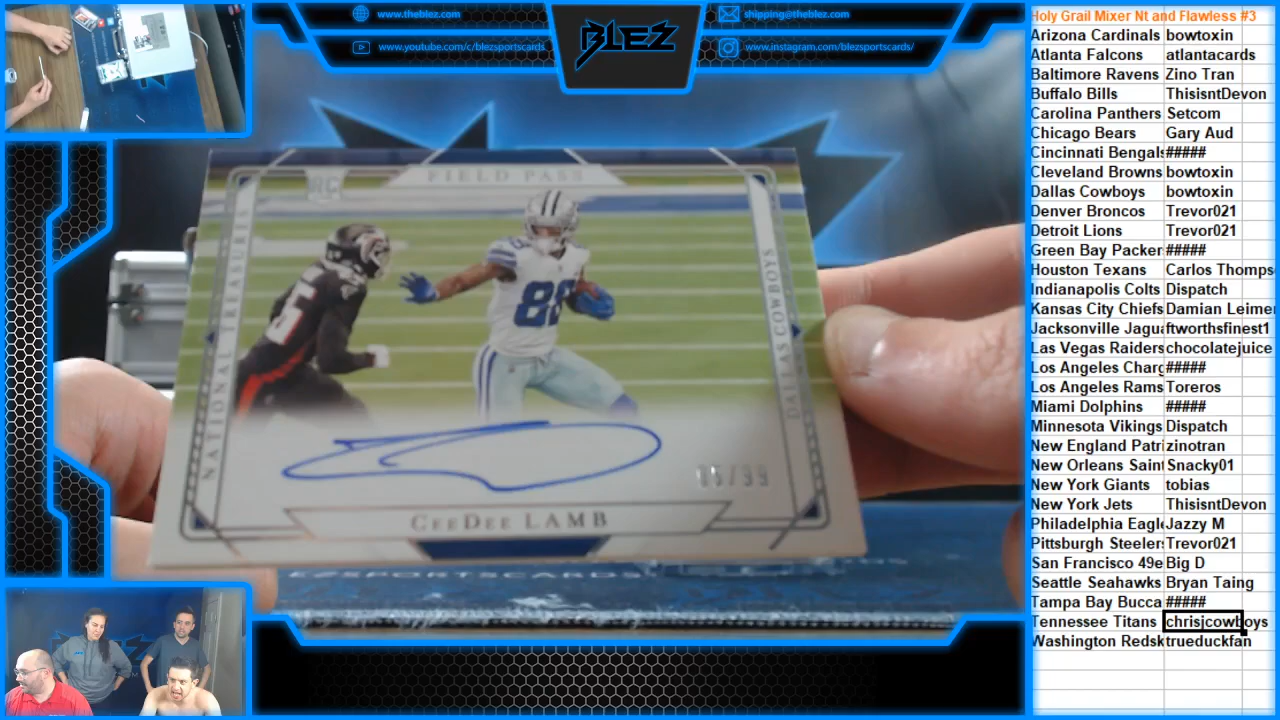 www.theblez.com
shipping@theblez.com
www.youtube.com/c/blezsportscards
www.instagram.com/blezsportscards/
BLEZ
RC
FIELD PASS
NATIONAL TREASURES
DALLAS COWBOYS
88
CEEDEE LAMB
Holy Grail Mixer Nt and Flawless #3
Arizona Cardinals bowtoxin
Atlanta Falcons atlantacards
Baltimore Ravens Zino Tran
Buffalo Bills ThisisntDevon
Carolina Panthers Setcom
Chicago Bears Gary Aud
Cincinnati Bengals #####
Cleveland Browns bowtoxin
Dallas Cowboys bowtoxin
Denver Broncos Trevor021
Detroit Lions Trevor021
Green Bay Packer #####
Houston Texans Carlos Thomps
Indianapolis Colts Dispatch
Kansas City Chiefs Damian Leimer
Jacksonville Jagua ftworthsfinest1
Las Vegas Raiders chocolatejuice
Los Angeles Charg #####
Los Angeles Rams Toreros
Miami Dolphins #####
Minnesota Vikings Dispatch
New England Patri zinotran
New Orleans Saint Snacky01
New York Giants tobias
New York Jets ThisisntDevon
Philadelphia Eagle Jazzy M
Pittsburgh Steelers Trevor021
San Francisco 49e Big D
Seattle Seahawks Bryan Taing
Tampa Bay Bucca #####
Tennessee Titans chrisjcowboys
Washington Redsk trueduckfan